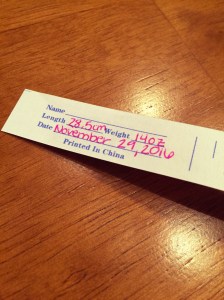 Name
Length 28.5cm Weight 14oz
Date November 29, 2016
Printed In China